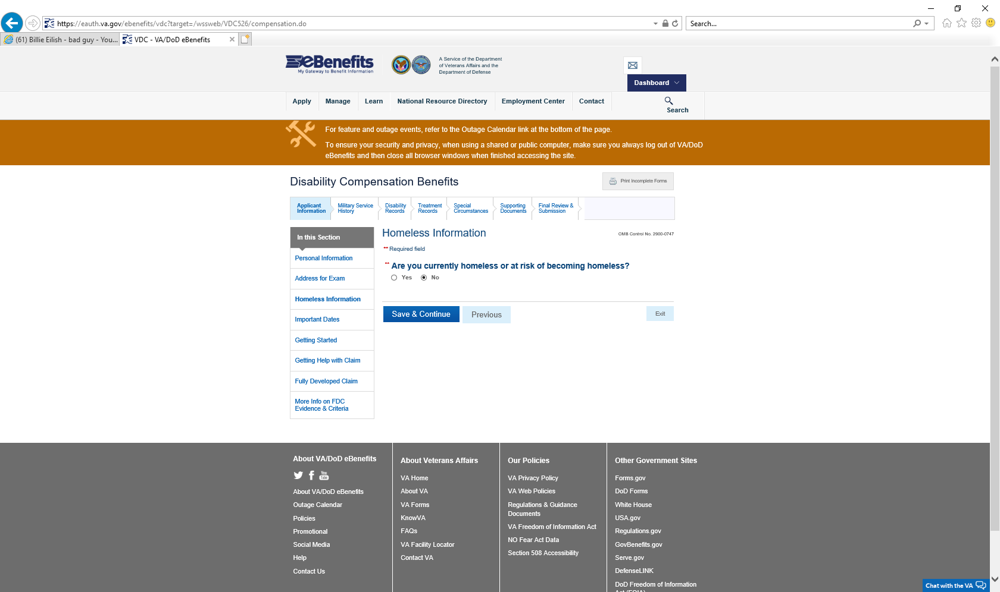 https://eauth.va.gov/ebenefits/vdc?target=/wssweb/VDC526/compensation.do
Search...
(61) Billie Eilish - bad guy - You...
VDC - VA/DoD eBenefits
eBenefits
My Gateway to Benefit Information
A Service of the Department
of Veterans Affairs and the
Department of Defense
Dashboard
Apply
Manage
Learn
National Resource Directory
Employment Center
Contact
Search
For feature and outage events, refer to the Outage Calendar link at the bottom of the page.
To ensure your security and privacy, when using a shared or public computer, make sure you always log out of VA/DoD
eBenefits and then close all browser windows when finished accessing the site.
Disability Compensation Benefits
Print Incomplete Forms
Applicant
Information
Military Service
History
Disability
Records
Treatment
Records
Special
Circumstances
Supporting
Documents
Final Review &
Submission
In this Section
Personal Information
Address for Exam
Homeless Information
Important Dates
Getting Started
Getting Help with Claim
Fully Developed Claim
More Info on FDC
Evidence & Criteria
Homeless Information
OMB Control No. 2900-0747
** Required field
** Are you currently homeless or at risk of becoming homeless?
Yes
No
Save & Continue
Previous
Exit
About VA/DoD eBenefits
You
Tube
About VA/DoD eBenefits
Outage Calendar
Policies
Promotional
Social Media
Help
Contact Us
About Veterans Affairs
VA Home
About VA
VA Forms
KnowVA
FAQs
VA Facility Locator
Contact VA
Our Policies
VA Privacy Policy
VA Web Policies
Regulations & Guidance
Documents
VA Freedom of Information Act
NO Fear Act Data
Section 508 Accessibility
Other Government Sites
Forms.gov
DoD Forms
White House
USA.gov
Regulations.gov
GovBenefits.gov
Serve.gov
DefenseLINK
DoD Freedom of Information
Act (FOIA)
Chat with the VA